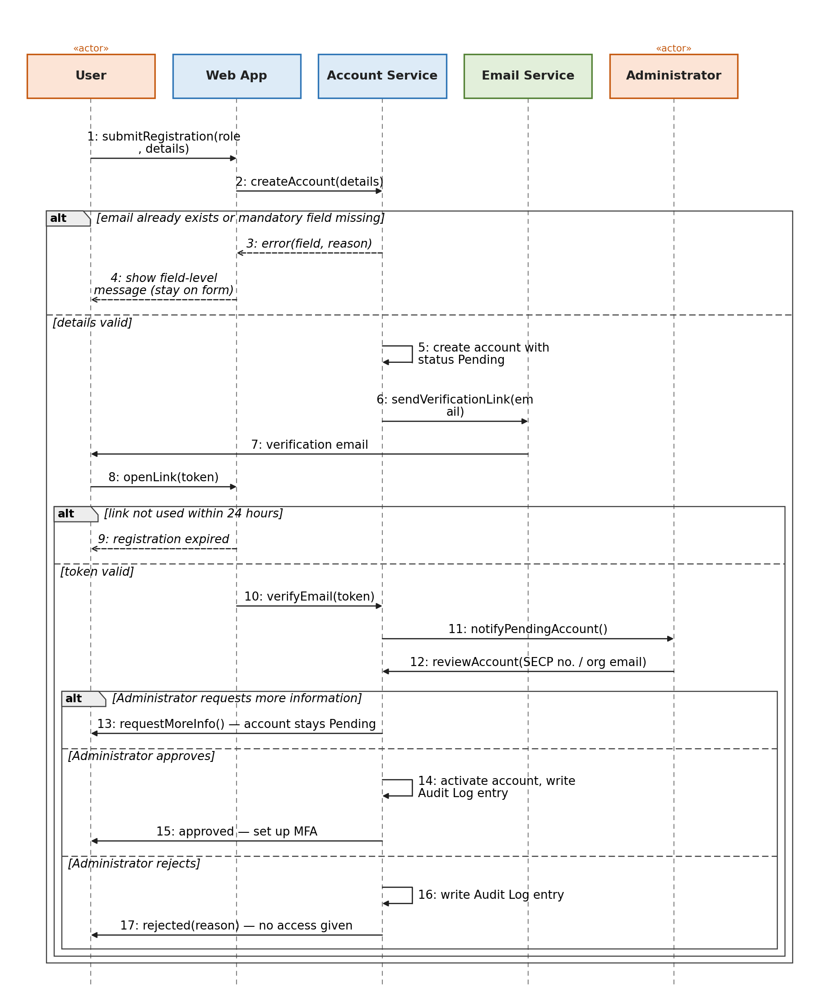 «actor»
«actor»
User
Web App
Account Service
Email Service
Administrator
1: submitRegistration(role
, details)
2: createAccount(details)
alt
[email already exists or mandatory field missing]
3: error(field, reason)
4: show field-level
message (stay on form)
[details valid]
5: create account with
status Pending
6: sendVerificationLink(em
ail)
7: verification email
8: openLink(token)
alt
[link not used within 24 hours]
9: registration expired
[token valid]
10: verifyEmail(token)
11: notifyPendingAccount()
12: reviewAccount(SECP no. / org email)
alt
[Administrator requests more information]
13: requestMoreInfo() — account stays Pending
[Administrator approves]
14: activate account, write
Audit Log entry
15: approved — set up MFA
[Administrator rejects]
16: write Audit Log entry
17: rejected(reason) — no access given